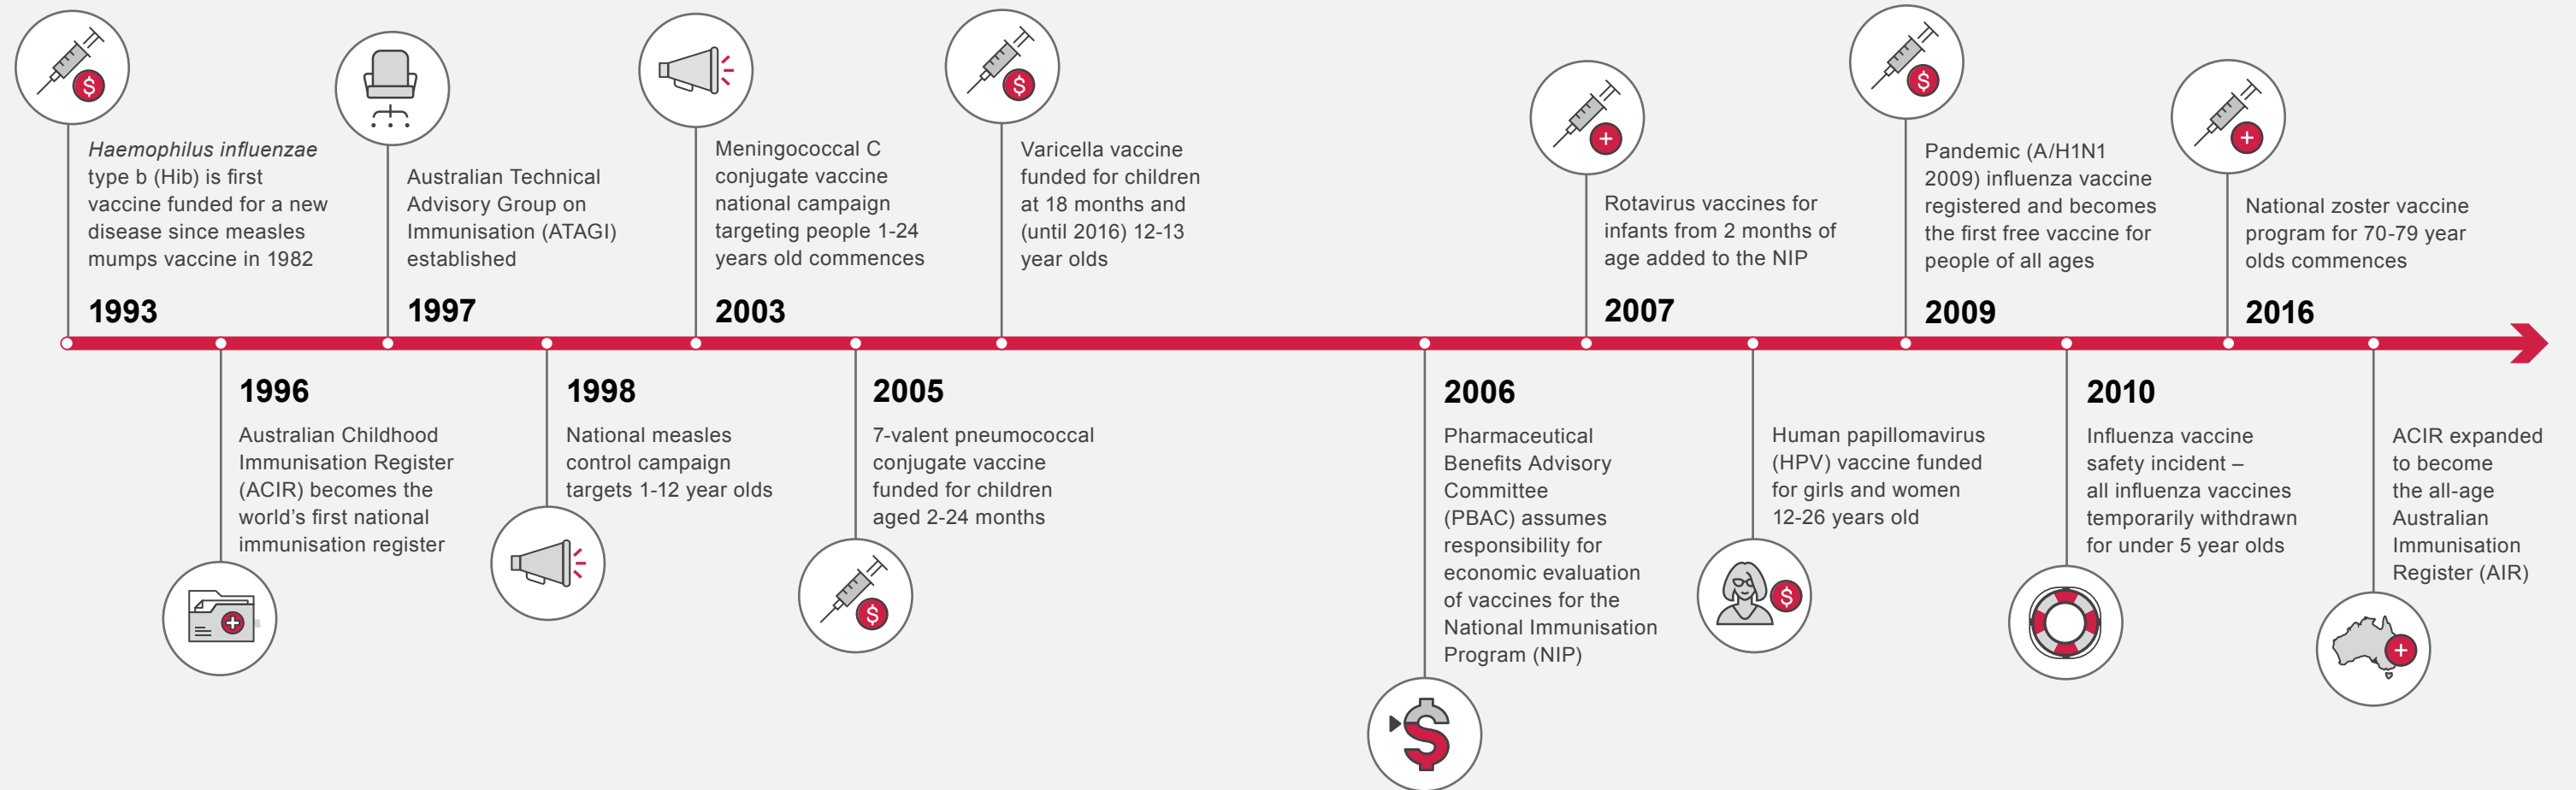 Haemophilus influenzae
type b (Hib) is first
vaccine funded for a new
disease since measles
mumps vaccine in 1982
1993
1996
Australian Childhood
Immunisation Register
(ACIR) becomes the
world's first national
immunisation register
Australian Technical
Advisory Group on
Immunisation (ATAGI)
established
1997
1998
National measles
control campaign
targets 1-12 year olds
Meningococcal C
conjugate vaccine
national campaign
targeting people 1-24
years old commences
2003
2005
7-valent pneumococcal
conjugate vaccine
funded for children
aged 2-24 months
Varicella vaccine
funded for children
at 18 months and
(until 2016) 12-13
year olds
2006
Pharmaceutical
Benefits Advisory
Committee
(PBAC) assumes
responsibility for
economic evaluation
of vaccines for the
National Immunisation
Program (NIP)
Rotavirus vaccines for
infants from 2 months of
age added to the NIP
2007
Human papillomavirus
(HPV) vaccine funded
for girls and women
12-26 years old
Pandemic (A/H1N1
2009) influenza vaccine
registered and becomes
the first free vaccine for
people of all ages
2009
2010
Influenza vaccine
safety incident –
all influenza vaccines
temporarily withdrawn
for under 5 year olds
National zoster vaccine
program for 70-79 year
olds commences
2016
ACIR expanded
to become
the all-age
Australian
Immunisation
Register (AIR)